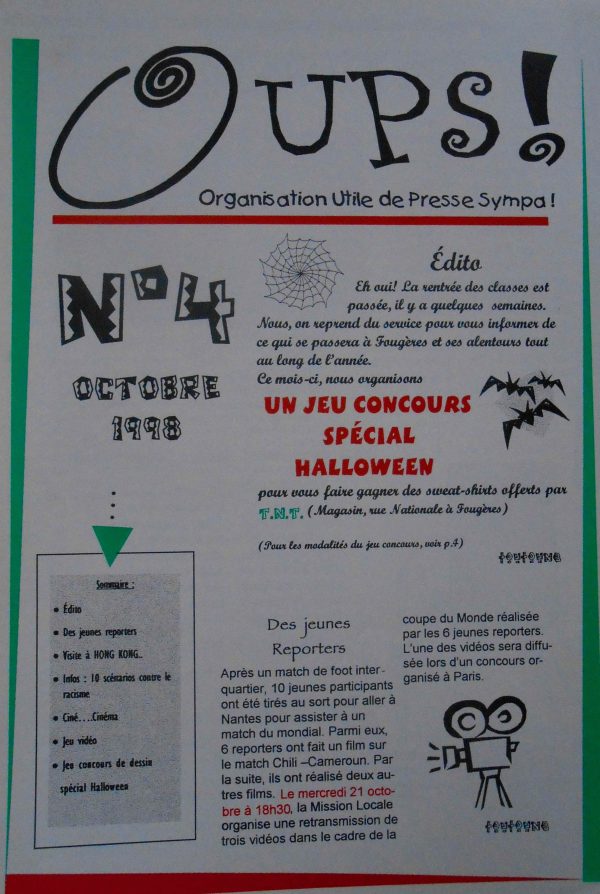 OUPS!
Organisation Utile de Presse Sympa !
N°4
OCTOBRE
1998
Édito
Eh oui! La rentrée des classes est
passée, il y a quelques semaines.
Nous, on reprend du service pour vous informer de
ce qui se passera à Fougères et ses alentours tout
au long de l'année.
Ce mois-ci, nous organisons
UN JEU CONCOURS
SPÉCIAL
HALLOWEEN
pour vous faire gagner des sweat-shirts offerts par
T.N.T. (Magasin, rue Nationale à Fougères)
(Pour les modalités du jeu concours, voir p.4)
Sommaire :
• Édito
• Des jeunes reporters
• Visite à HONG KONG..
• Infos : 10 scénarios contre le
racisme
• Ciné....Cinéma
• Jeu vidéo
• Jeu concours de dessin
spécial Halloween
Des jeunes
Reporters
Après un match de foot inter-
quartier, 10 jeunes participants
ont été tirés au sort pour aller à
Nantes pour assister à un
match du mondial. Parmi eux,
6 reporters ont fait un film sur
le match Chili –Cameroun. Par
la suite, ils ont réalisé deux au-
tres films. Le mercredi 21 octo-
bre à 18h30, la Mission Locale
organise une retransmission de
trois vidéos dans le cadre de la
coupe du Monde réalisée
par les 6 jeunes reporters.
L'une des vidéos sera diffu-
sée lors d'un concours or-
ganisé à Paris.